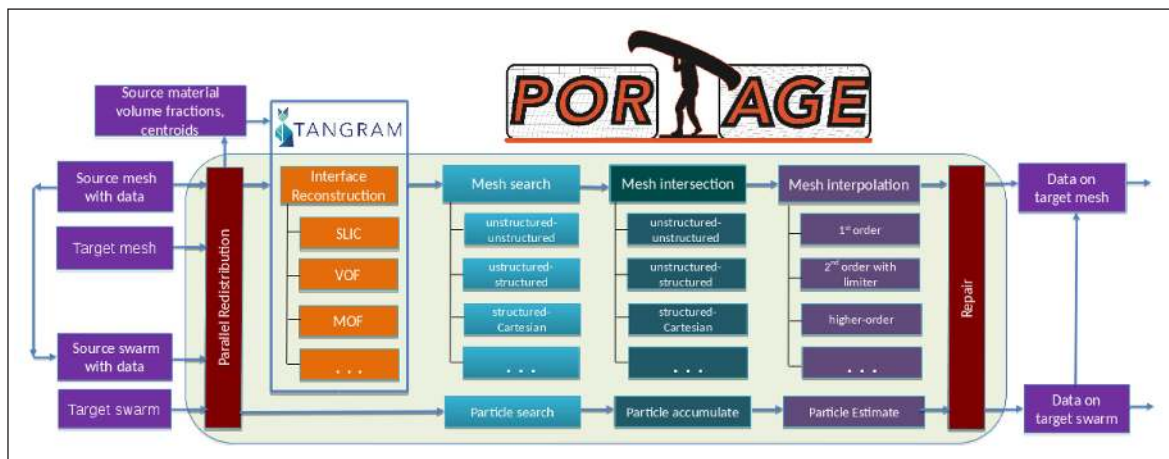 PORTAGE
Source material
volume fractions,
centroids
TANGRAM
Source mesh
with data
Target mesh
Source swarm
with data
Target swarm
Parallel Redistribution
Interface
Reconstruction
SLIC
VOF
MOF
. . .
Mesh search
unstructured-
unstructured
ustructured-
structured
structured-
Cartesian
. . .
Particle search
Mesh intersection
unstructured-
unstructured
unstructured-
structured
structured-
Cartesian
. . .
Particle accumulate
Mesh interpolation
1st order
2nd order with
limiter
higher-order
. . .
Particle Estimate
Repair
Data on
target mesh
Data on
target swarm